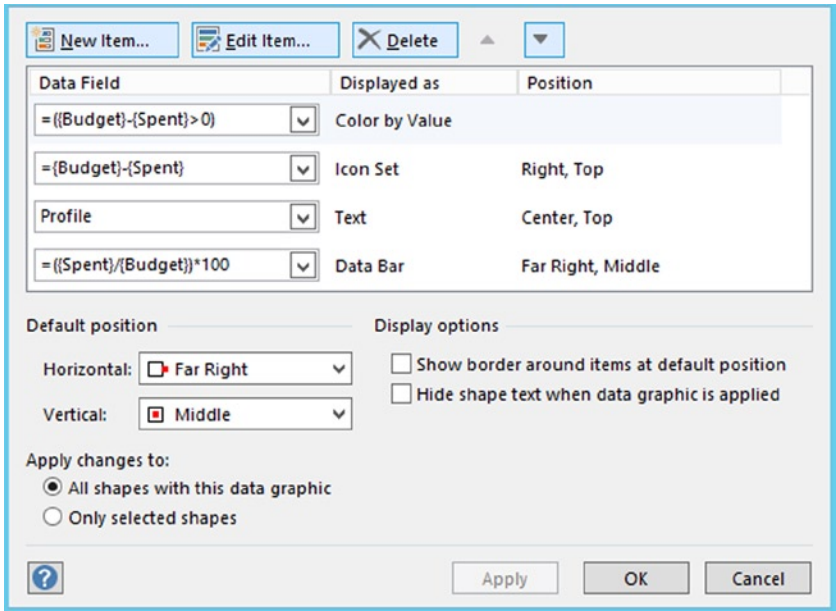 New Item... Edit Item... Delete
Data Field Displayed as Position
=({Budget}-{Spent}>0) Color by Value
={Budget}-{Spent} Icon Set Right, Top
Profile Text Center, Top
=({Spent}/{Budget})*100 Data Bar Far Right, Middle
Default position Display options
Horizontal: Far Right Show border around items at default position
Vertical: Middle Hide shape text when data graphic is applied
Apply changes to:
All shapes with this data graphic
Only selected shapes
? Apply OK Cancel